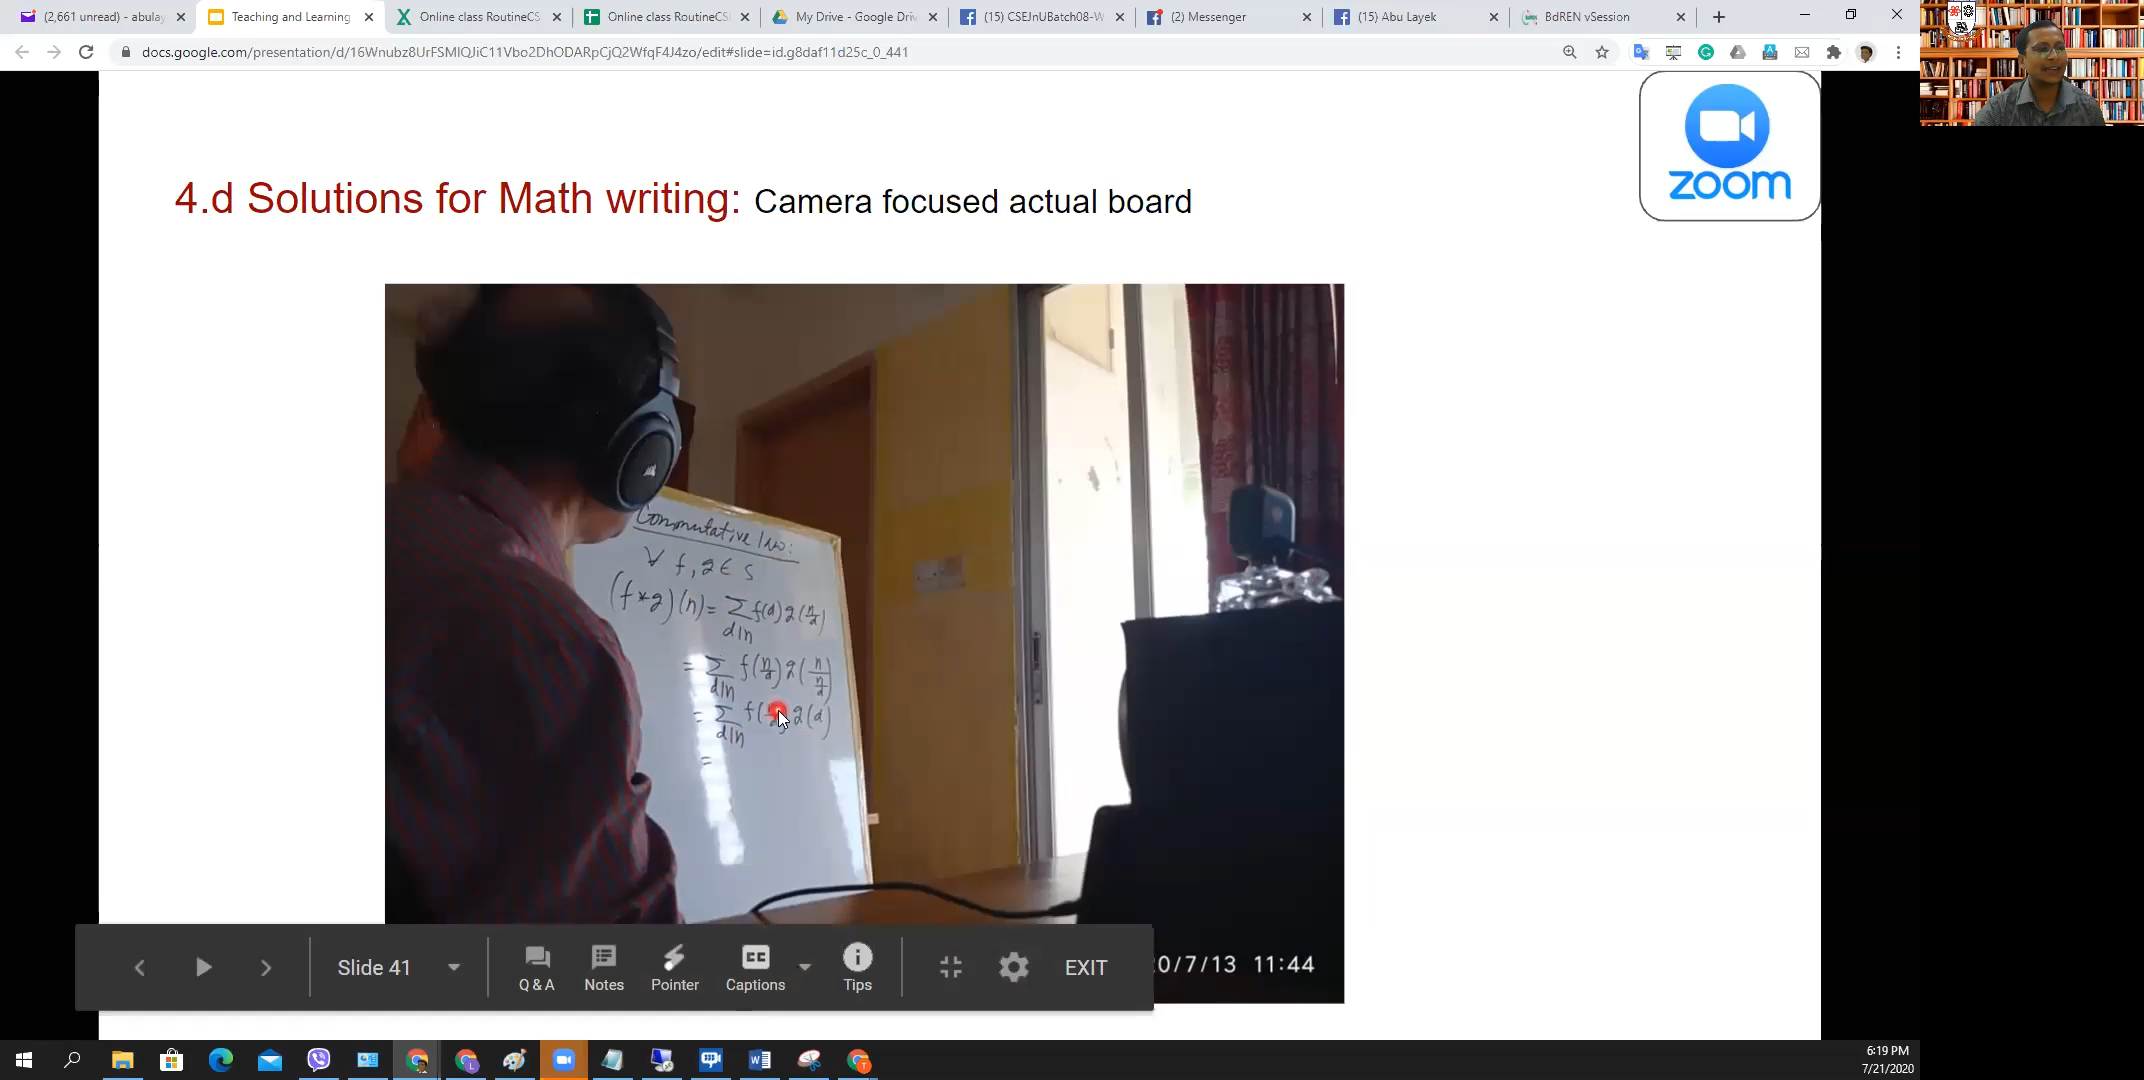 (2,661 unread) - abulay
Teaching and Learning
Online class RoutineCS
Online class RoutineCS
My Drive - Google Driv
(15) CSEJnUBatch08-W
(2) Messenger
(15) Abu Layek
BdREN vSession
docs.google.com/presentation/d/16Wnubz8UrFSMIQJiC11Vbo2DhODARpCjQ2WfqF4J4zo/edit#slide=id.g8daf11d25c_0_441
zoom
4.d Solutions for Math writing: Camera focused actual board
Commutative law:
∀ f, g ∈ S
(f*g)(n) = ∑ f(d) g(n/d)
d|n
= ∑ f(n/d) g(n/(n/d))
d|n
= ∑ f( g(d)
d|n
=
Slide 41
Q & A
Notes
Pointer
CC
Captions
Tips
EXIT
0/7/13 11:44
6:19 PM
7/21/2020